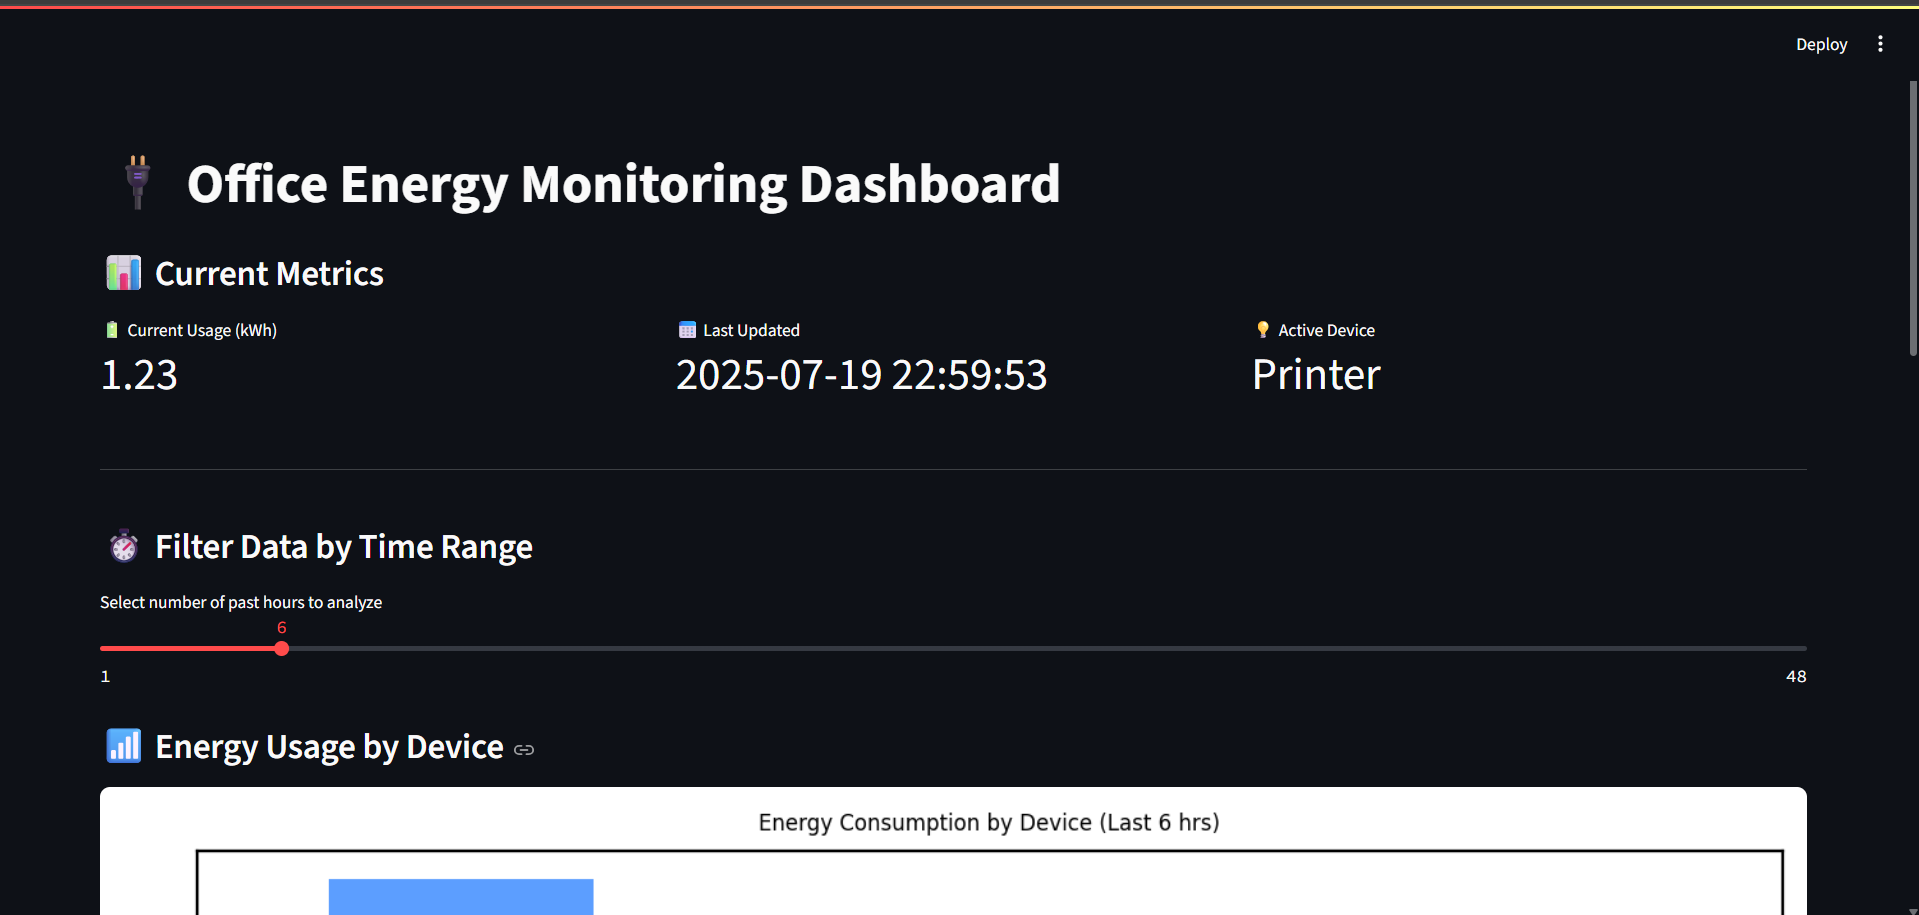 Deploy
Office Energy Monitoring Dashboard
Current Metrics
Current Usage (kWh)
1.23
Last Updated
2025-07-19 22:59:53
Active Device
Printer
Filter Data by Time Range
Select number of past hours to analyze
6
1
48
Energy Usage by Device
Energy Consumption by Device (Last 6 hrs)